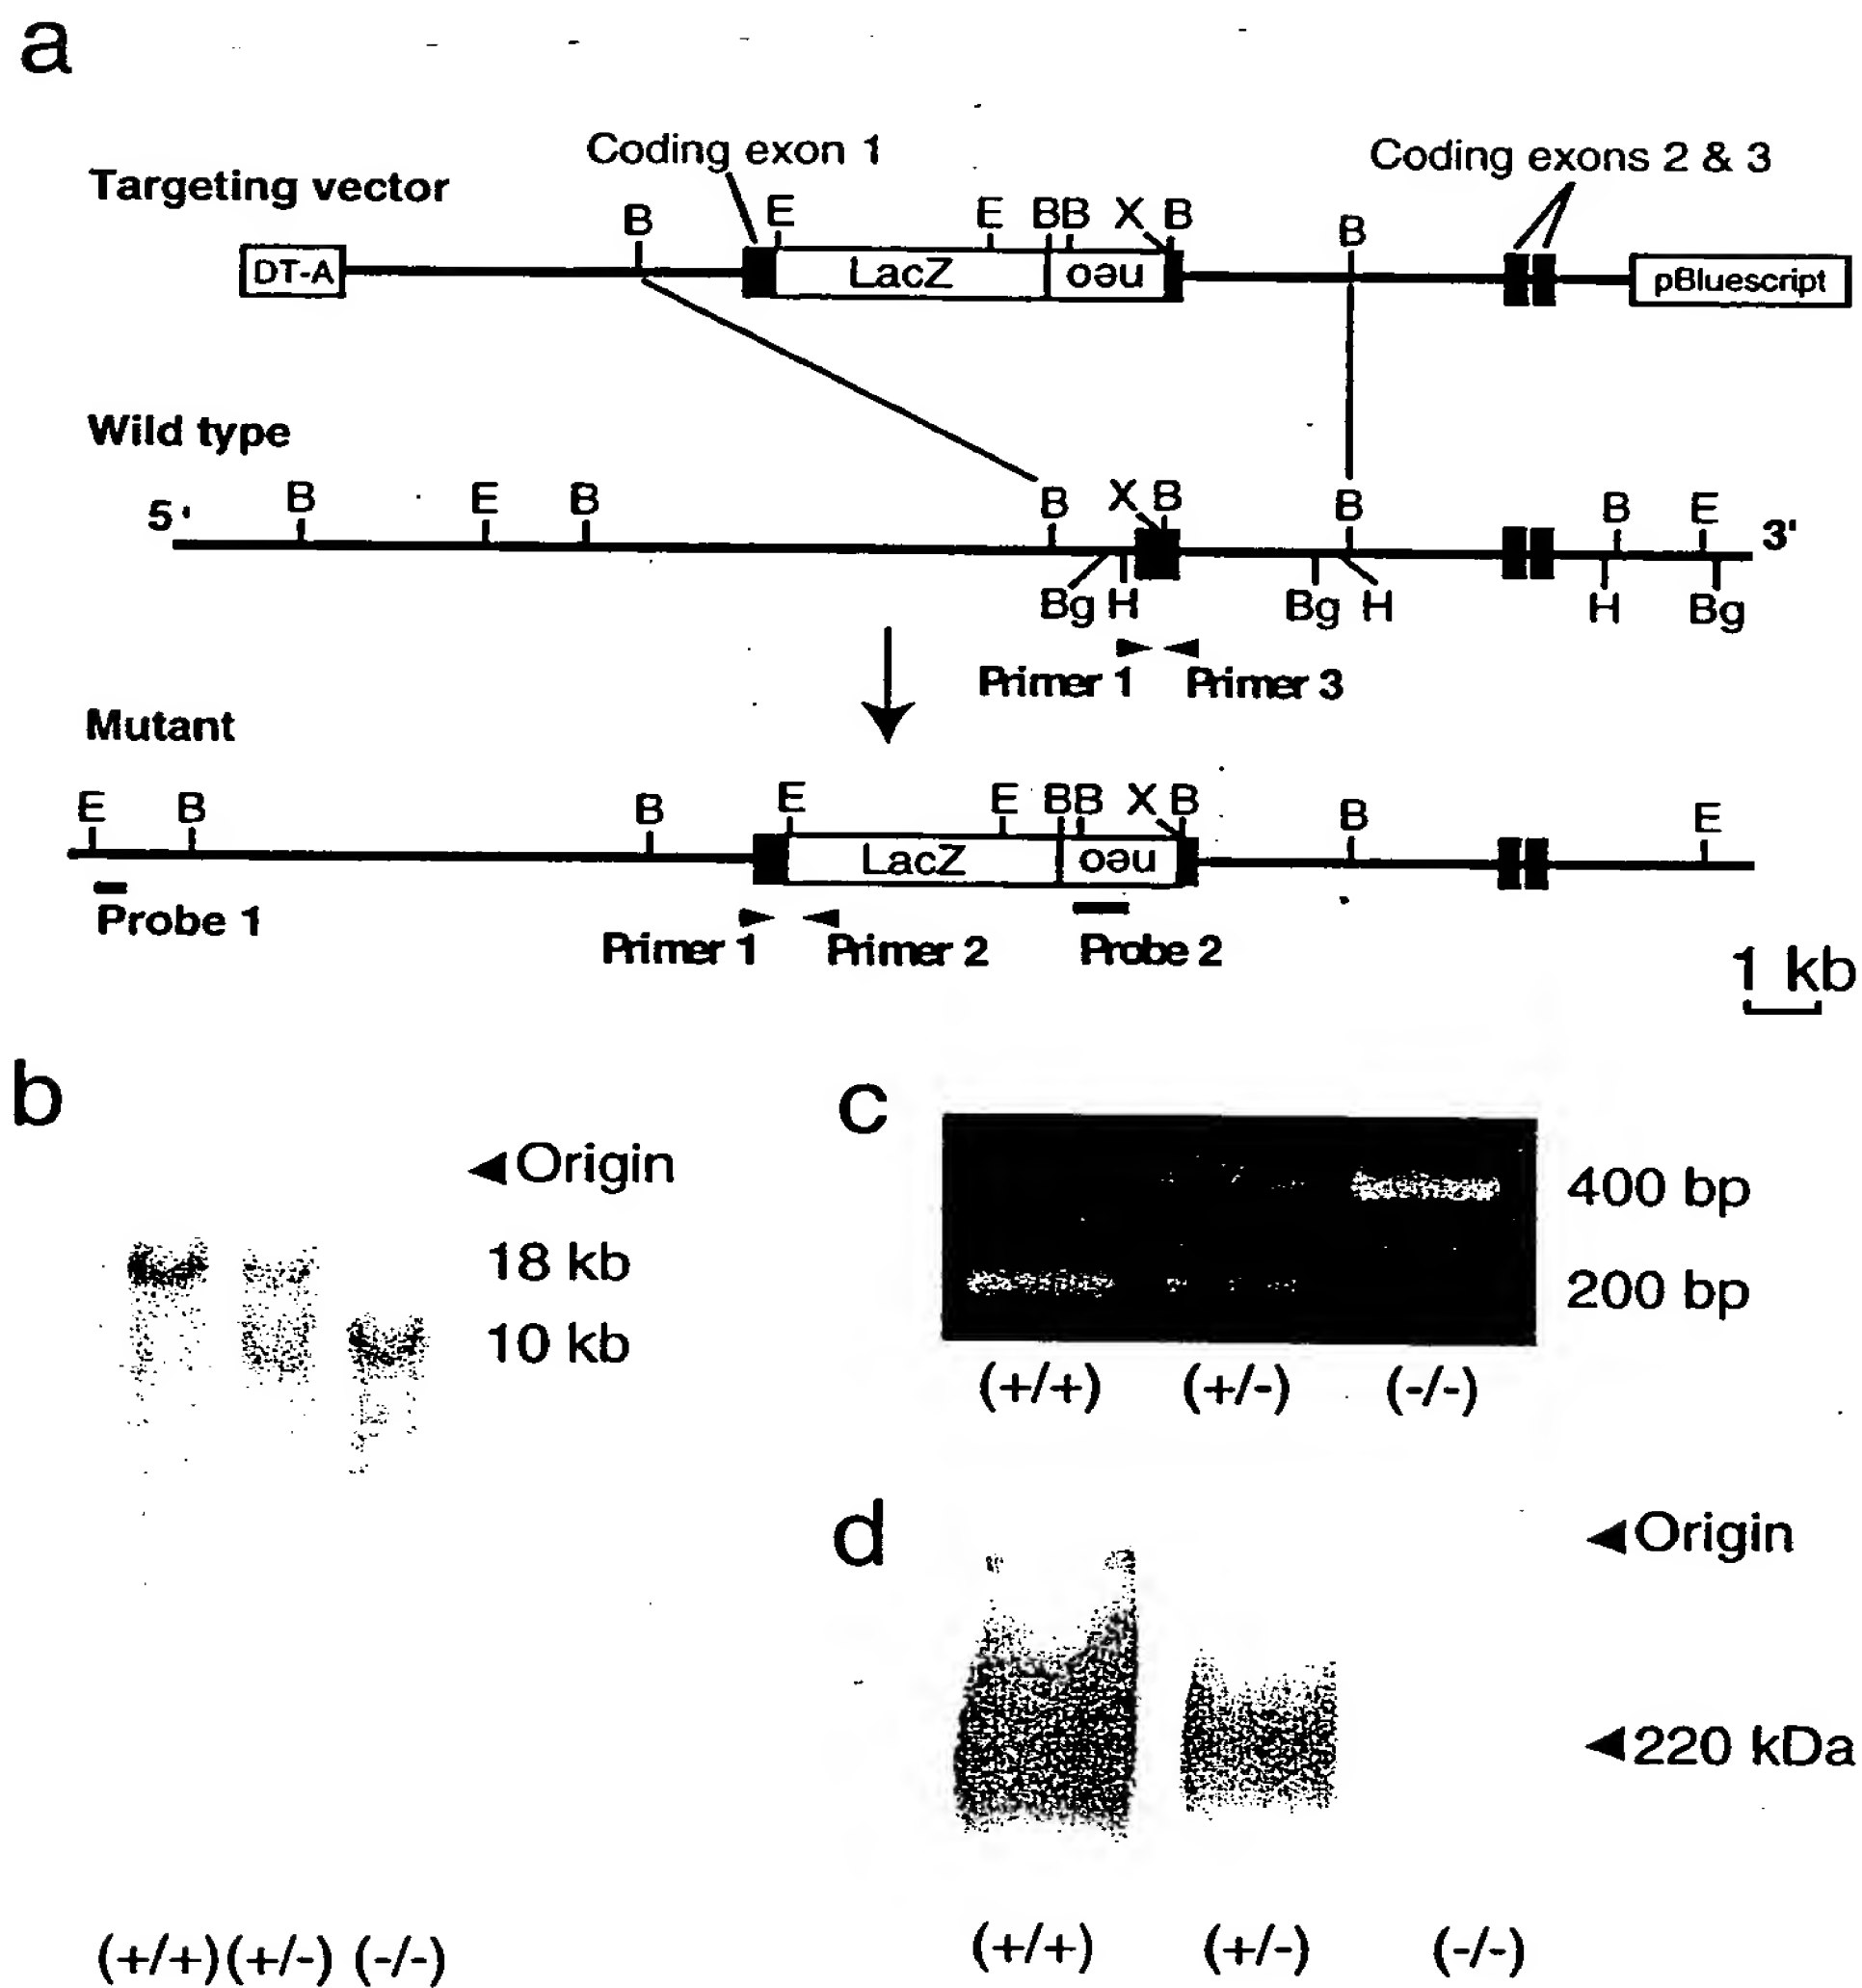 a
Coding exon 1
Coding exons 2 & 3
Targeting vector
B E E BB X B B
DT-A LacZ neo pBluescript
Wild type
5' B E B B X B B B E 3'
Bg H Bg H H Bg
Primer 1 Primer 3
Mutant
E B B E E BB X B B E
LacZ neo
Probe 1
Primer 1 Primer 2 Probe 2
1 kb
b
Origin
18 kb
10 kb
(+/+) (+/-) (-/-)
c
400 bp
200 bp
(+/+) (+/-) (-/-)
d
Origin
220 kDa
(+/+) (+/-) (-/-)